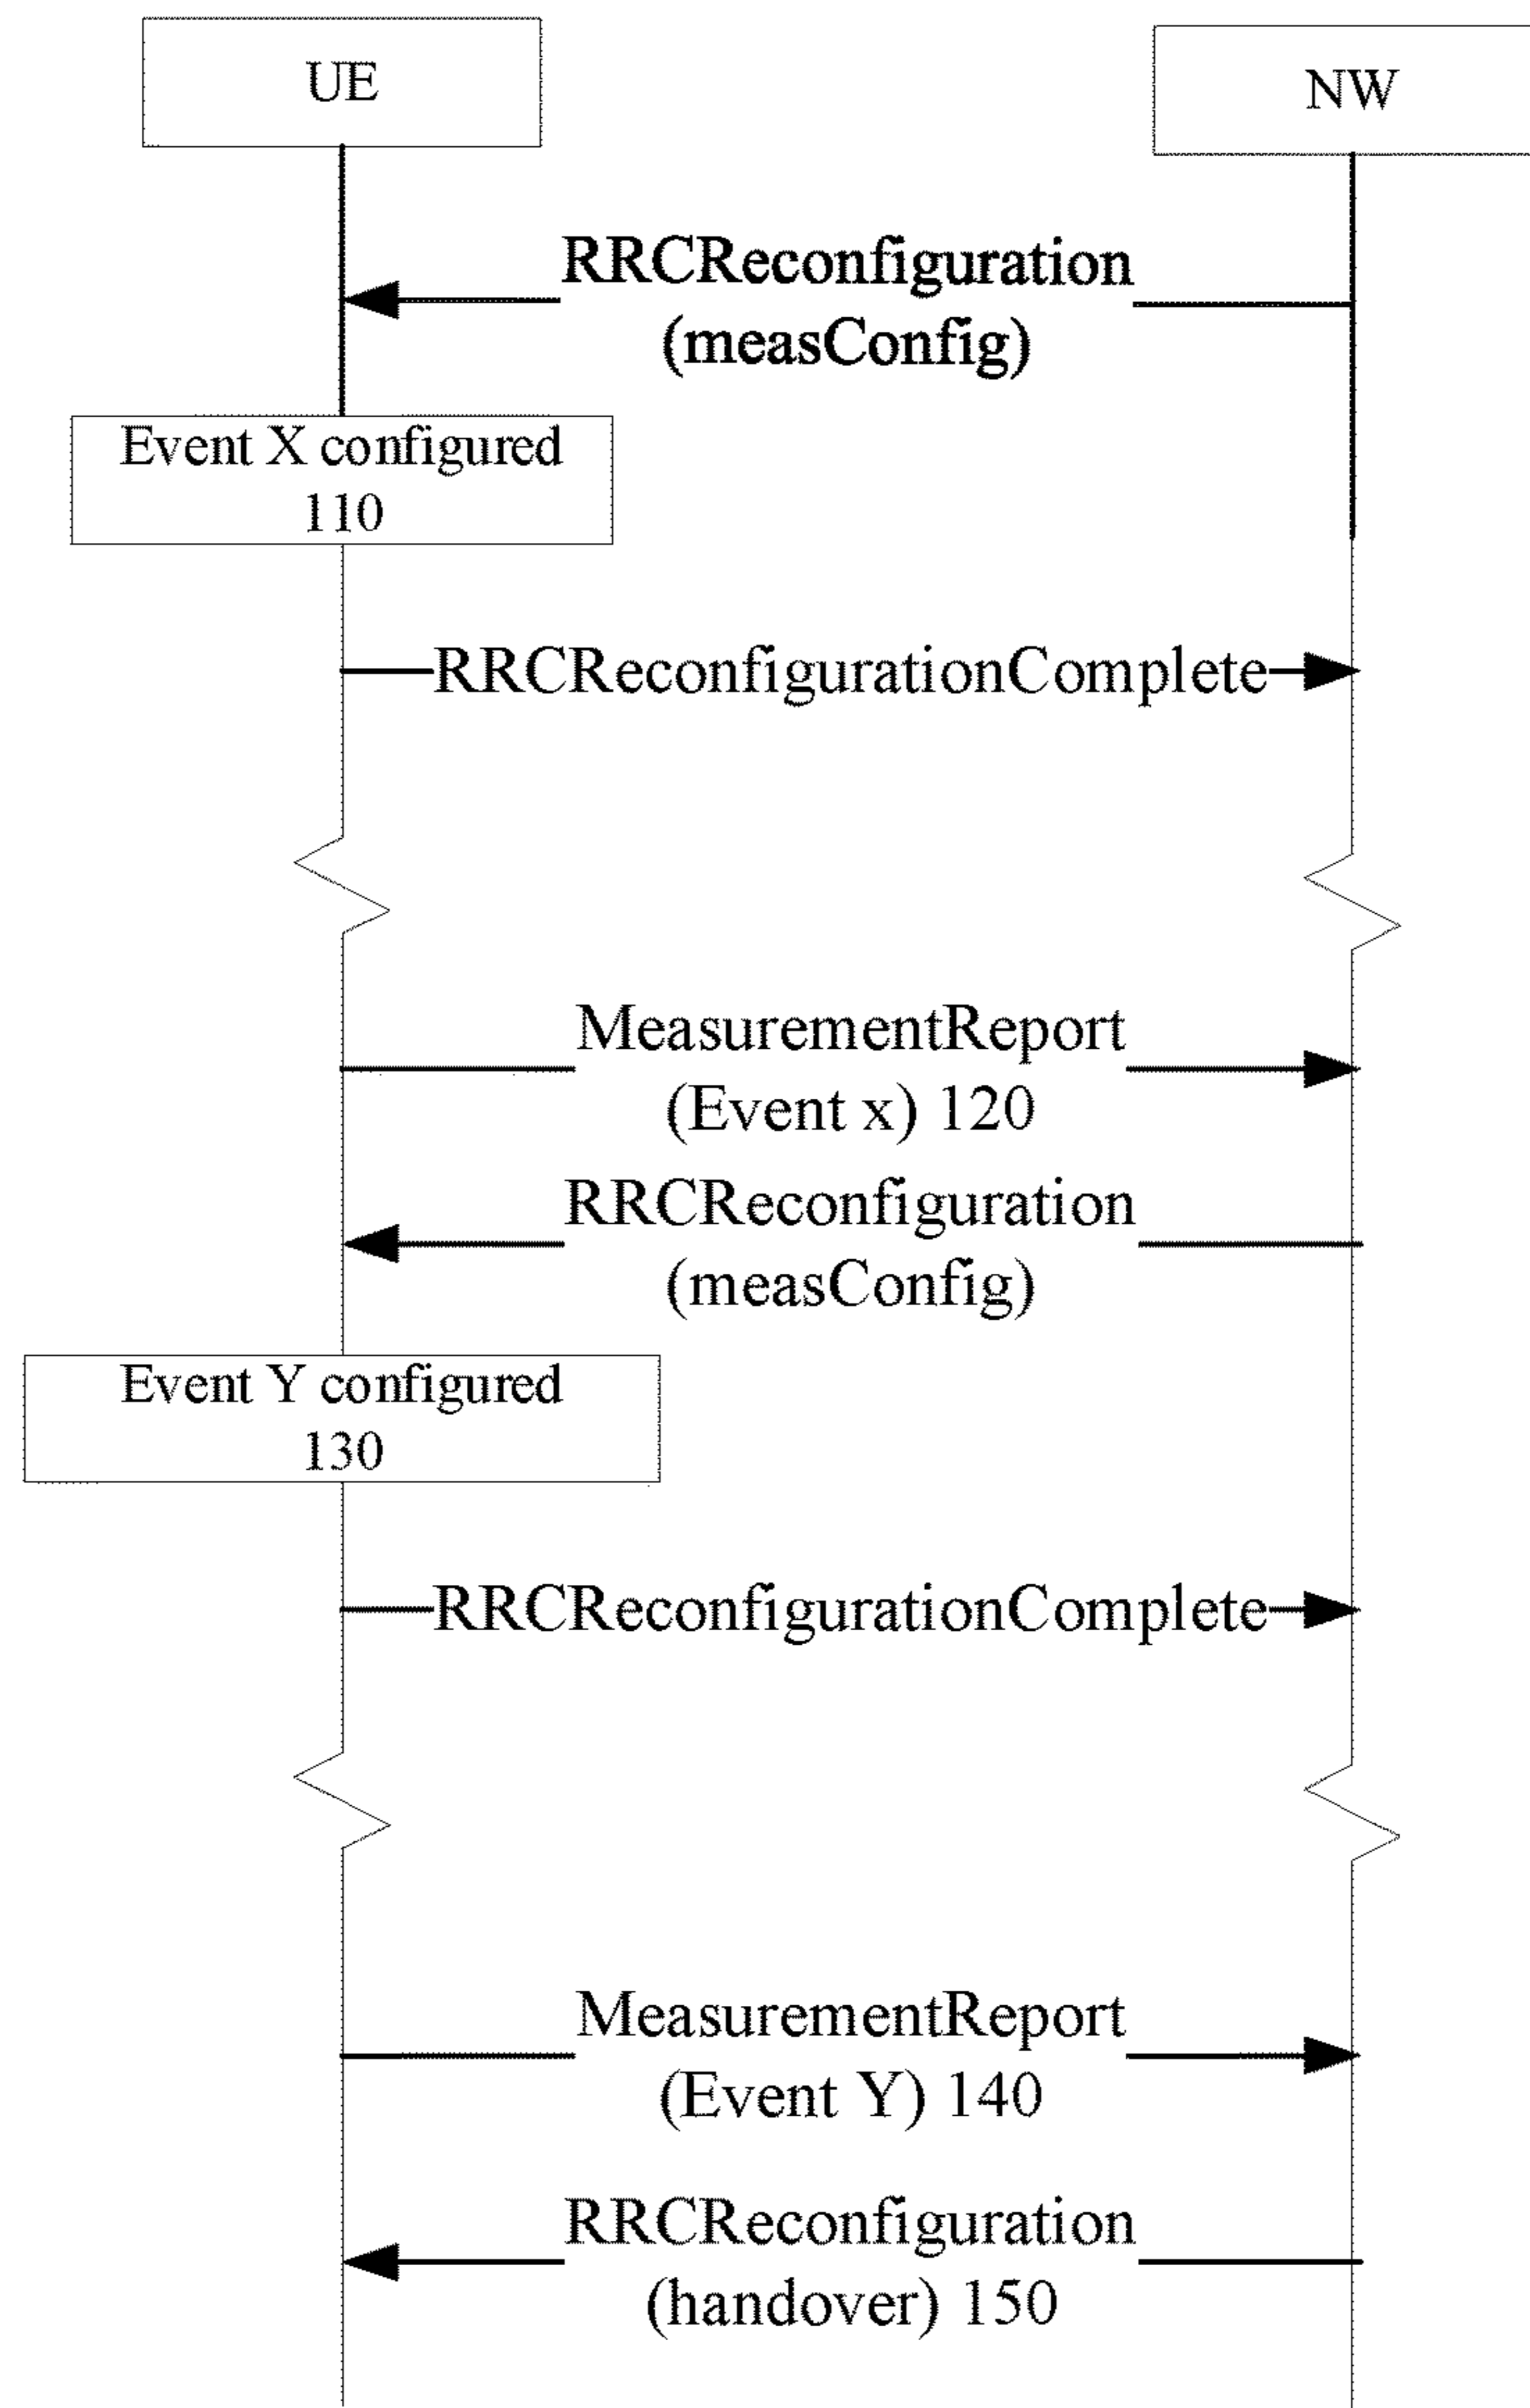 UE
NW
RRCReconfiguration
(measConfig)
Event X configured
110
RRCReconfigurationComplete
MeasurementReport
(Event x) 120
RRCReconfiguration
(measConfig)
Event Y configured
130
RRCReconfigurationComplete
MeasurementReport
(Event Y) 140
RRCReconfiguration
(handover) 150